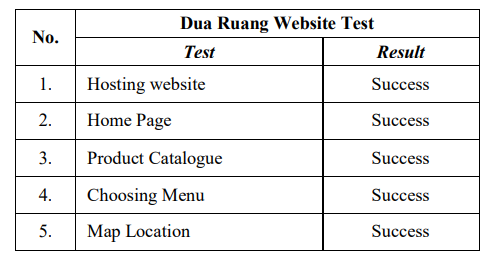 No. Dua Ruang Website Test
Test Result
1. Hosting website Success
2. Home Page Success
3. Product Catalogue Success
4. Choosing Menu Success
5. Map Location Success